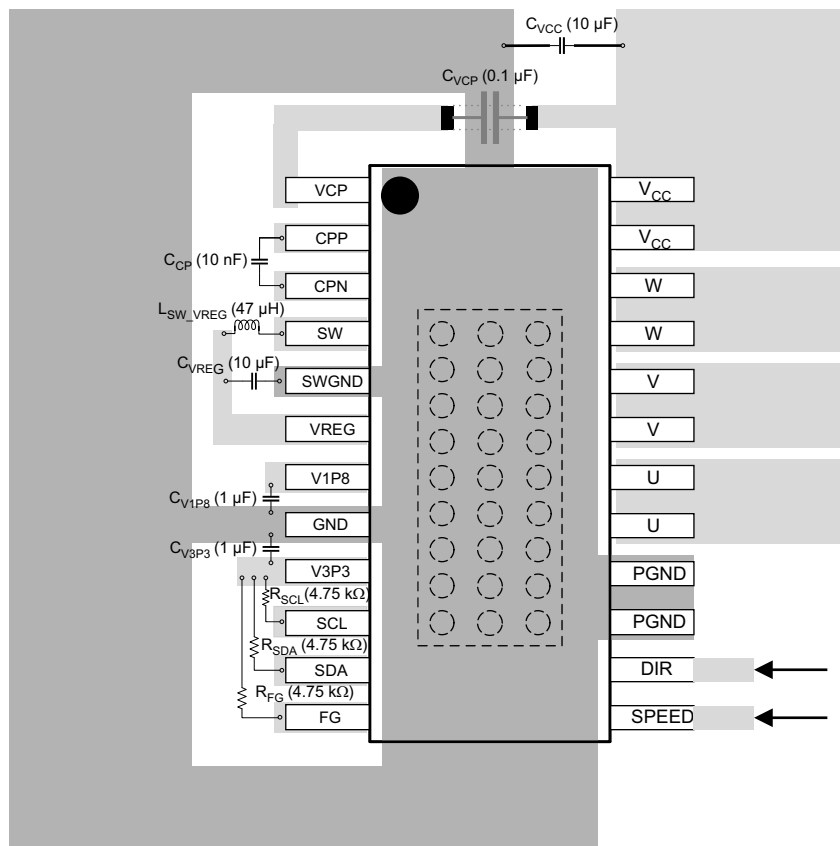 C_VCC (10 µF)
C_VCP (0.1 µF)
VCP
V_CC
CPP
V_CC
C_CP (10 nF)
CPN
W
L_SW_VREG (47 µH)
SW
W
C_VREG (10 µF)
SWGND
V
VREG
V
V1P8
U
C_V1P8 (1 µF)
GND
U
C_V3P3 (1 µF)
V3P3
PGND
R_SCL (4.75 kΩ)
SCL
PGND
R_SDA (4.75 kΩ)
SDA
DIR
R_FG (4.75 kΩ)
FG
SPEED